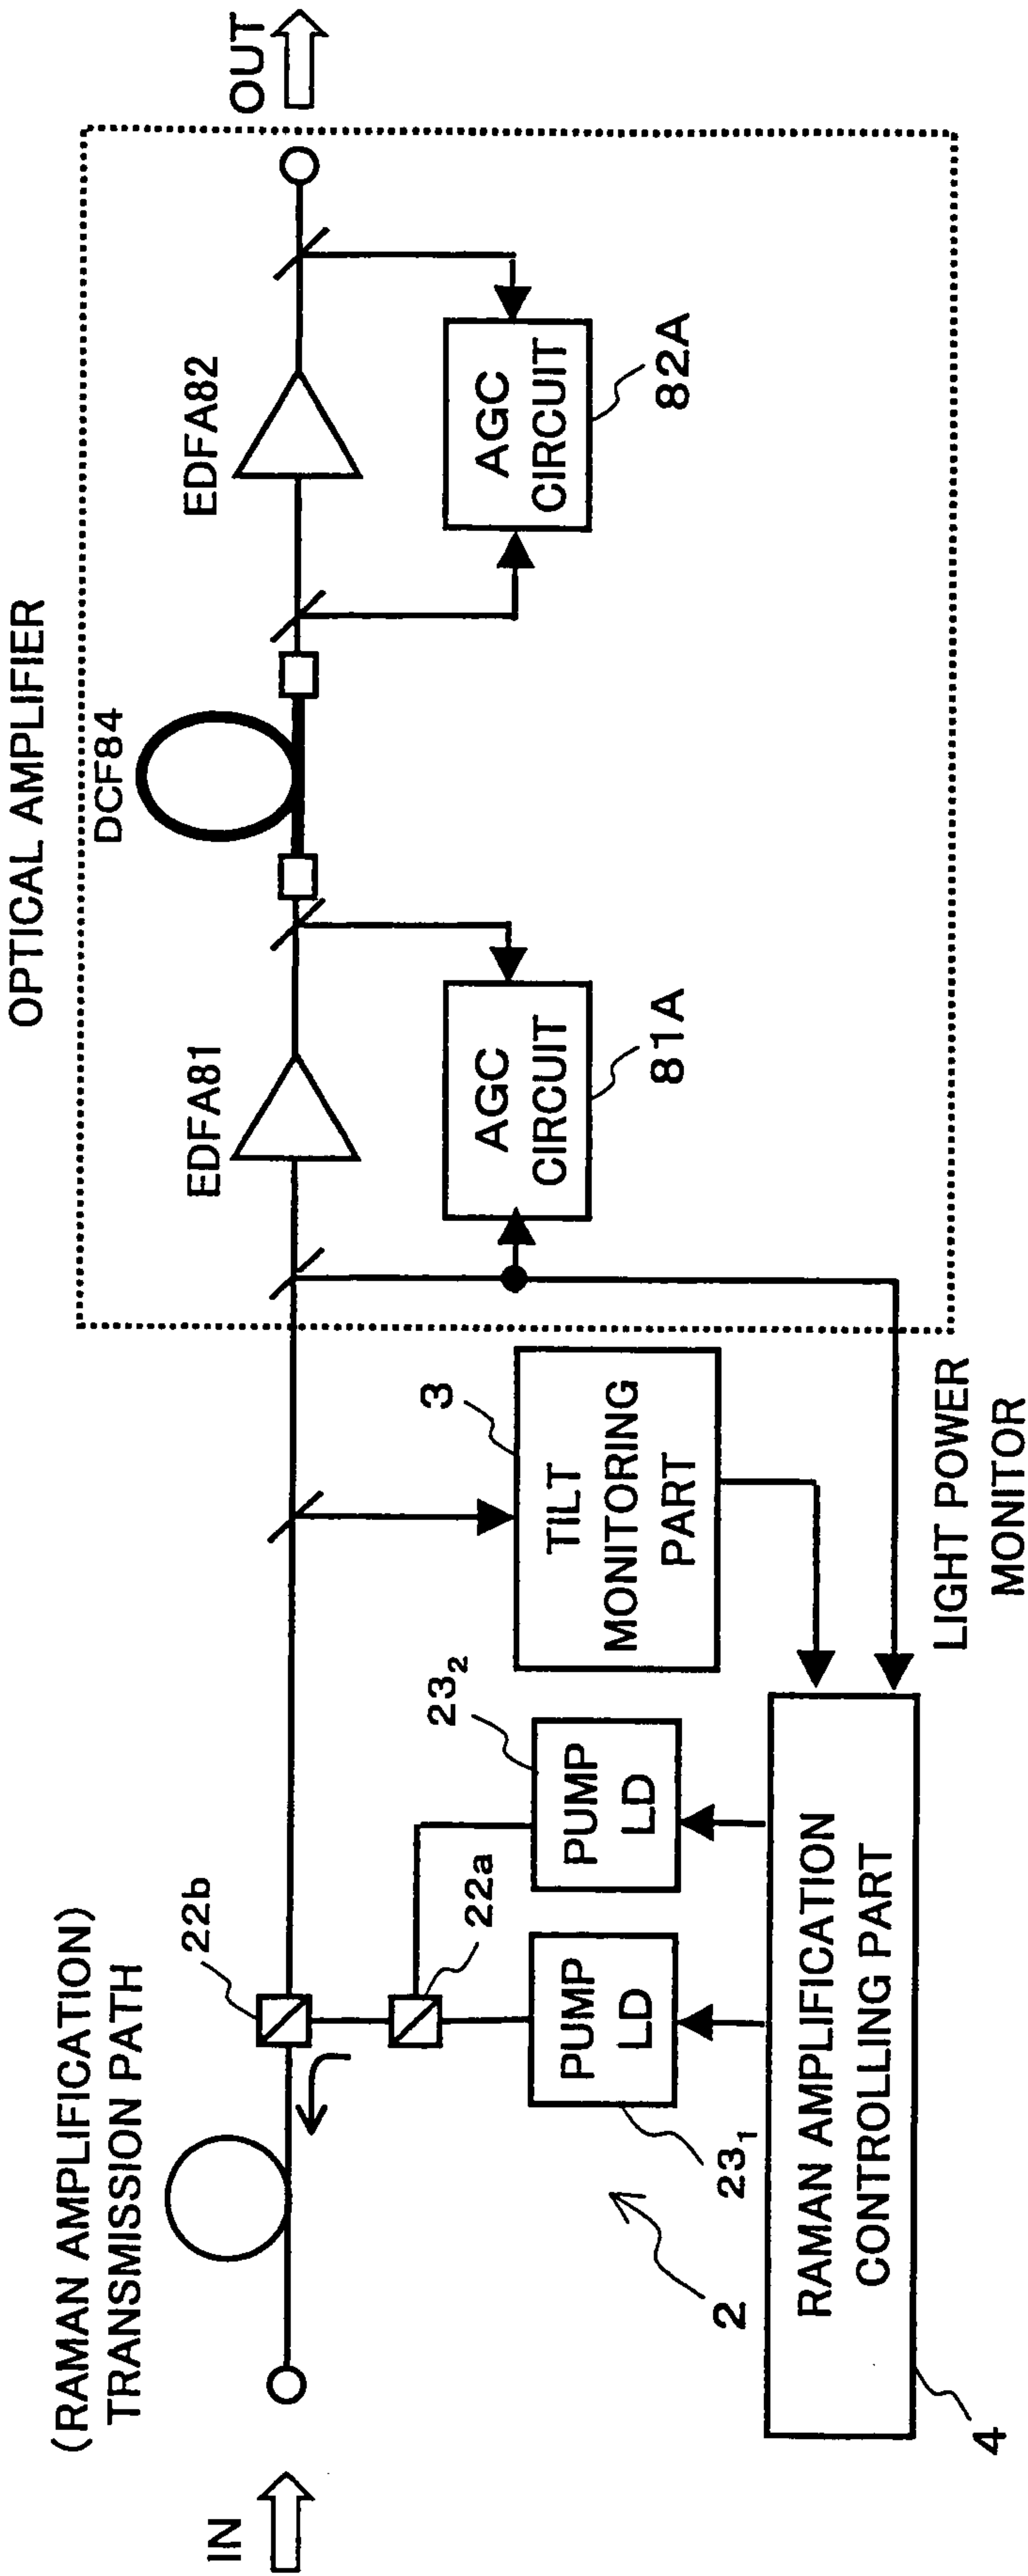 OPTICAL AMPLIFIER
(RAMAN AMPLIFICATION)
TRANSMISSION PATH
IN
OUT
22b
EDFA81
DCF84
EDFA82
22a
23₁
23₂
3
PUMP
LD
PUMP
LD
TILT
MONITORING
PART
AGC
CIRCUIT
81A
AGC
CIRCUIT
82A
2
RAMAN AMPLIFICATION
CONTROLLING PART
4
LIGHT POWER
MONITOR